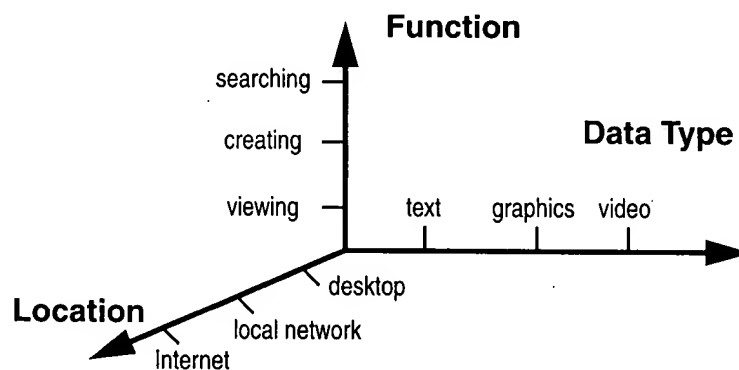 Function
searching
Data Type
creating
viewing
text
graphics
video
desktop
Location
local network
Internet